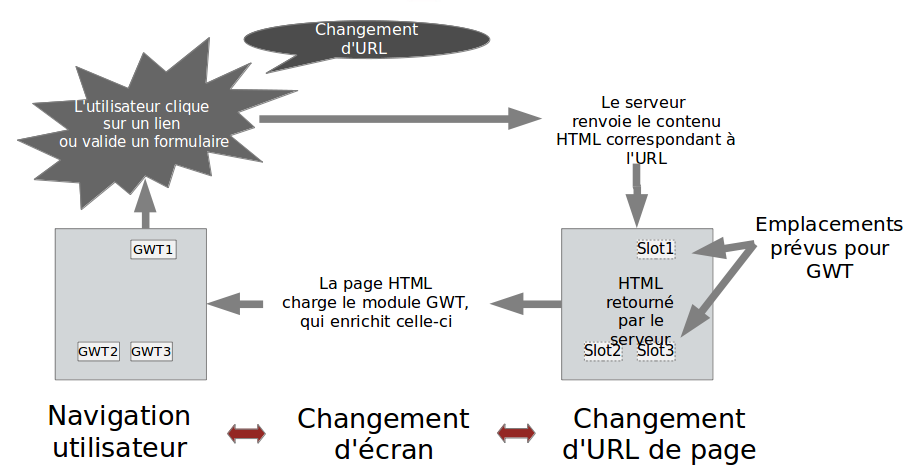 Changement
d'URL
L'utilisateur clique
sur un lien
ou valide un formulaire
Le serveur
renvoie le contenu
HTML correspondant à
l'URL
GWT1
GWT2
GWT3
La page HTML
charge le module GWT,
qui enrichit celle-ci
Slot1
HTML
retourné
par le
serveur
Slot2
Slot3
Emplacements
prévus pour
GWT
Navigation
utilisateur
Changement
d'écran
Changement
d'URL de page